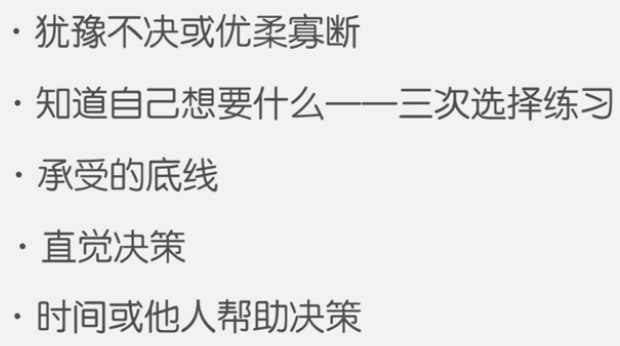 · 犹豫不决或优柔寡断
· 知道自己想要什么——三次选择练习
· 承受的底线
· 直觉决策
· 时间或他人帮助决策